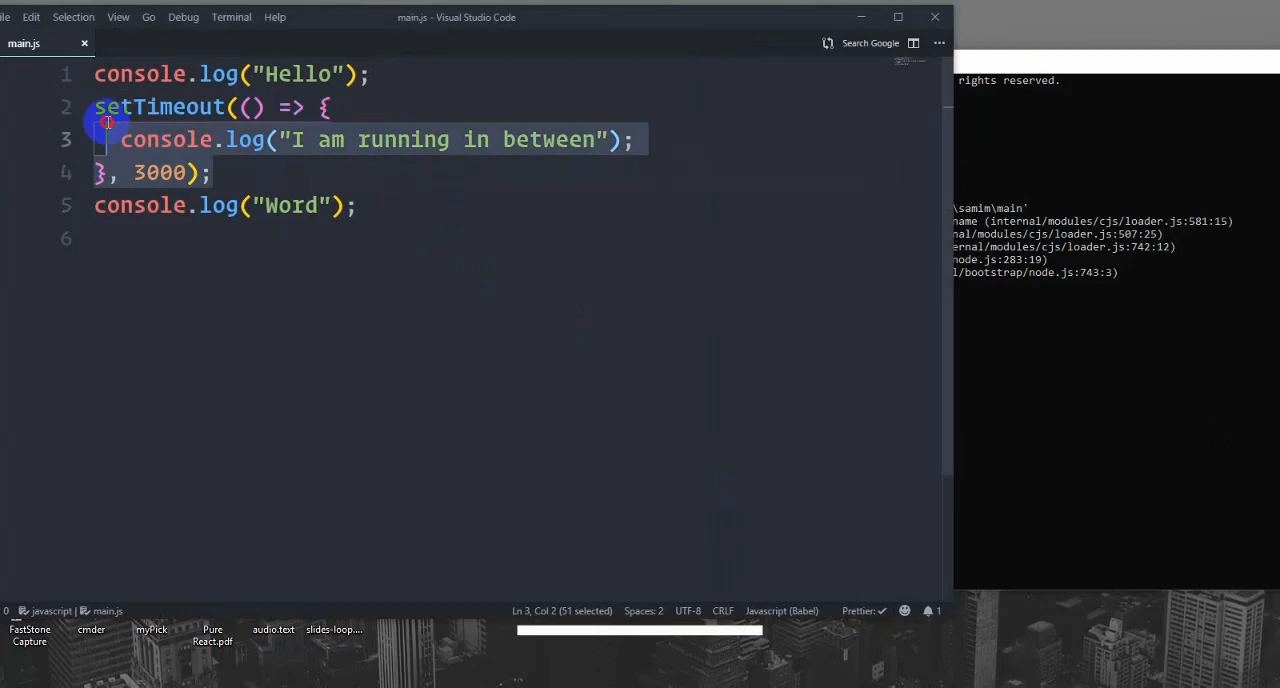 ile Edit Selection View Go Debug Terminal Help main.js - Visual Studio Code
main.js Search Google
1 console.log("Hello");
2 setTimeout(() => {
3 console.log("I am running in between");
4 }, 3000);
5 console.log("Word");
6
rights reserved.
\samim\main'
name (internal/modules/cjs/loader.js:581:15)
nal/modules/cjs/loader.js:507:25)
ernal/modules/cjs/loader.js:742:12)
node.js:283:19)
l/bootstrap/node.js:743:3)
0 javascript | main.js Ln 3, Col 2 (51 selected) Spaces: 2 UTF-8 CRLF Javascript (Babel) Prettier: ✓ 1
FastStone Capture
cmder
myPick
Pure React.pdf
audio.text
slides-loop....